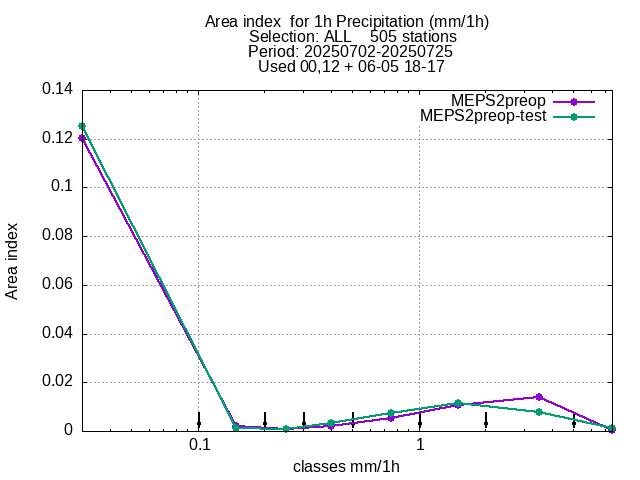 Area index  for 1h Precipitation (mm/1h)
Selection: ALL    505 stations
Period: 20250702-20250725
Used 00,12 + 06-05 18-17
MEPS2preop
MEPS2preop-test
0.14
0.12
0.1
0.08
0.06
0.04
0.02
0
Area index
0.1
1
classes mm/1h